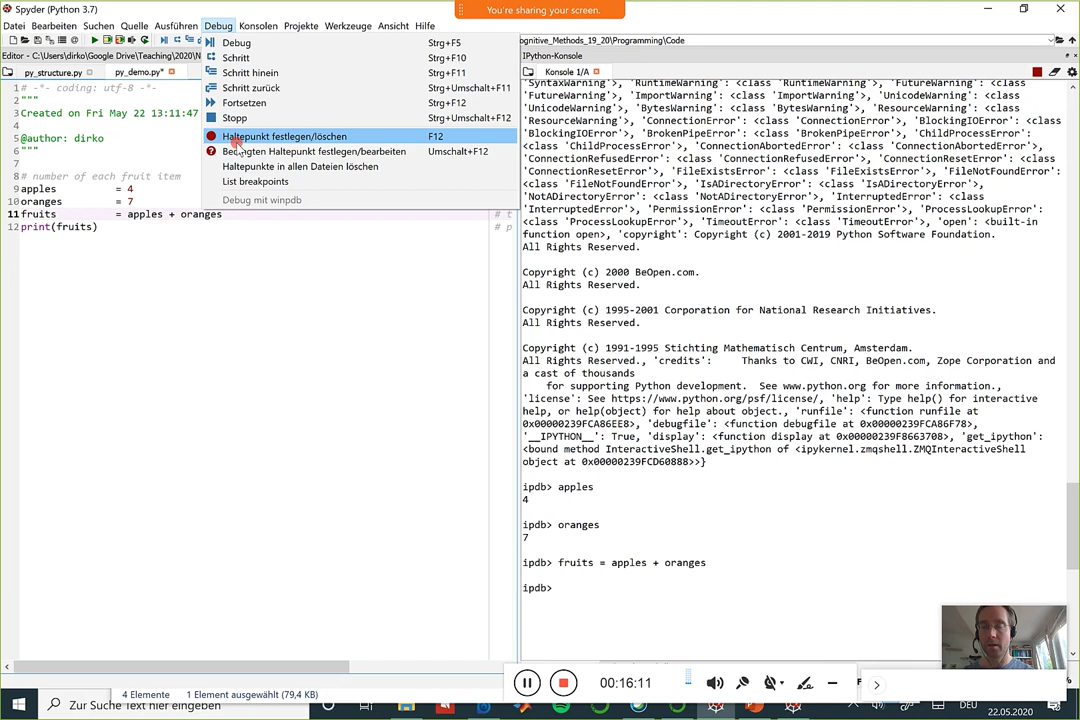 Spyder (Python 3.7)
You're sharing your screen.
Datei Bearbeiten Suchen Quelle Ausführen Debug Konsolen Projekte Werkzeuge Ansicht Hilfe
Editor - C:\Users\dirko\Google Drive\Teaching\2020\N
ognitive_Methods_19_20\Programming\Code
py_structure.py
py_demo.py*
1 # -*- coding: utf-8 -*-
2 """
3 Created on Fri May 22 13:11:47
4
5 @author: dirko
6 """
7
8 # number of each fruit item
9 apples = 4
10 oranges = 7
11 fruits = apples + oranges # t
12 print(fruits) # p
Debug Strg+F5
Schritt Strg+F10
Schritt hinein Strg+F11
Schritt zurück Strg+Umschalt+F11
Fortsetzen Strg+F12
Stopp Strg+Umschalt+F12
Haltepunkt festlegen/löschen F12
Bedingten Haltepunkt festlegen/bearbeiten Umschalt+F12
Haltepunkte in allen Dateien löschen
List breakpoints
Debug mit winpdb
IPython-Konsole
Konsole 1/A
'SyntaxWarning'>, 'RuntimeWarning': <class 'RuntimeWarning'>, 'FutureWarning': <class
'FutureWarning'>, 'ImportWarning': <class 'ImportWarning'>, 'UnicodeWarning': <class
'UnicodeWarning'>, 'BytesWarning': <class 'BytesWarning'>, 'ResourceWarning': <class
'ResourceWarning'>, 'ConnectionError': <class 'ConnectionError'>, 'BlockingIOError': <class
'BlockingIOError'>, 'BrokenPipeError': <class 'BrokenPipeError'>, 'ChildProcessError': <class
'ChildProcessError'>, 'ConnectionAbortedError': <class 'ConnectionAbortedError'>,
'ConnectionRefusedError': <class 'ConnectionRefusedError'>, 'ConnectionResetError': <class
'ConnectionResetError'>, 'FileExistsError': <class 'FileExistsError'>, 'FileNotFoundError':
<class 'FileNotFoundError'>, 'IsADirectoryError': <class 'IsADirectoryError'>,
'NotADirectoryError': <class 'NotADirectoryError'>, 'InterruptedError': <class
'InterruptedError'>, 'PermissionError': <class 'PermissionError'>, 'ProcessLookupError':
<class 'ProcessLookupError'>, 'TimeoutError': <class 'TimeoutError'>, 'open': <built-in
function open>, 'copyright': Copyright (c) 2001-2019 Python Software Foundation.
All Rights Reserved.
Copyright (c) 2000 BeOpen.com.
All Rights Reserved.
Copyright (c) 1995-2001 Corporation for National Research Initiatives.
All Rights Reserved.
Copyright (c) 1991-1995 Stichting Mathematisch Centrum, Amsterdam.
All Rights Reserved., 'credits': Thanks to CWI, CNRI, BeOpen.com, Zope Corporation and
a cast of thousands
for supporting Python development. See www.python.org for more information.,
'license': See https://www.python.org/psf/license/, 'help': Type help() for interactive
help, or help(object) for help about object., 'runfile': <function runfile at
0x00000239FCA86EE8>, 'debugfile': <function debugfile at 0x00000239FCA86F78>,
'__IPYTHON__': True, 'display': <function display at 0x00000239F8663708>, 'get_ipython':
<bound method InteractiveShell.get_ipython of <ipykernel.zmqshell.ZMQInteractiveShell
object at 0x00000239FCD60888>>}
ipdb> apples
4
ipdb> oranges
7
ipdb> fruits = apples + oranges
ipdb>
00:16:11
4 Elemente 1 Element ausgewählt (79,4 KB)
Zur Suche Text hier eingeben
DEU
22.05.2020